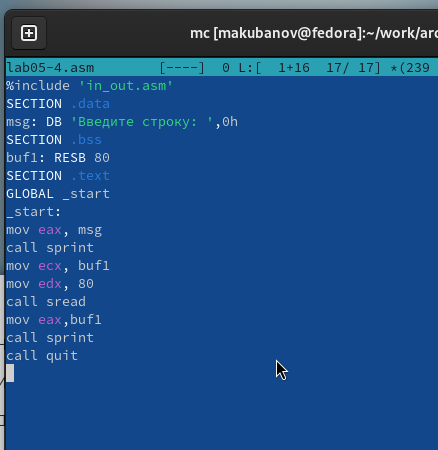 mc [makubanov@fedora]:~/work/arc
lab05-4.asm [----] 0 L:[ 1+16 17/ 17] *(239
%include 'in_out.asm'
SECTION .data
msg: DB 'Введите строку: ',0h
SECTION .bss
buf1: RESB 80
SECTION .text
GLOBAL _start
_start:
mov eax, msg
call sprint
mov ecx, buf1
mov edx, 80
call sread
mov eax,buf1
call sprint
call quit